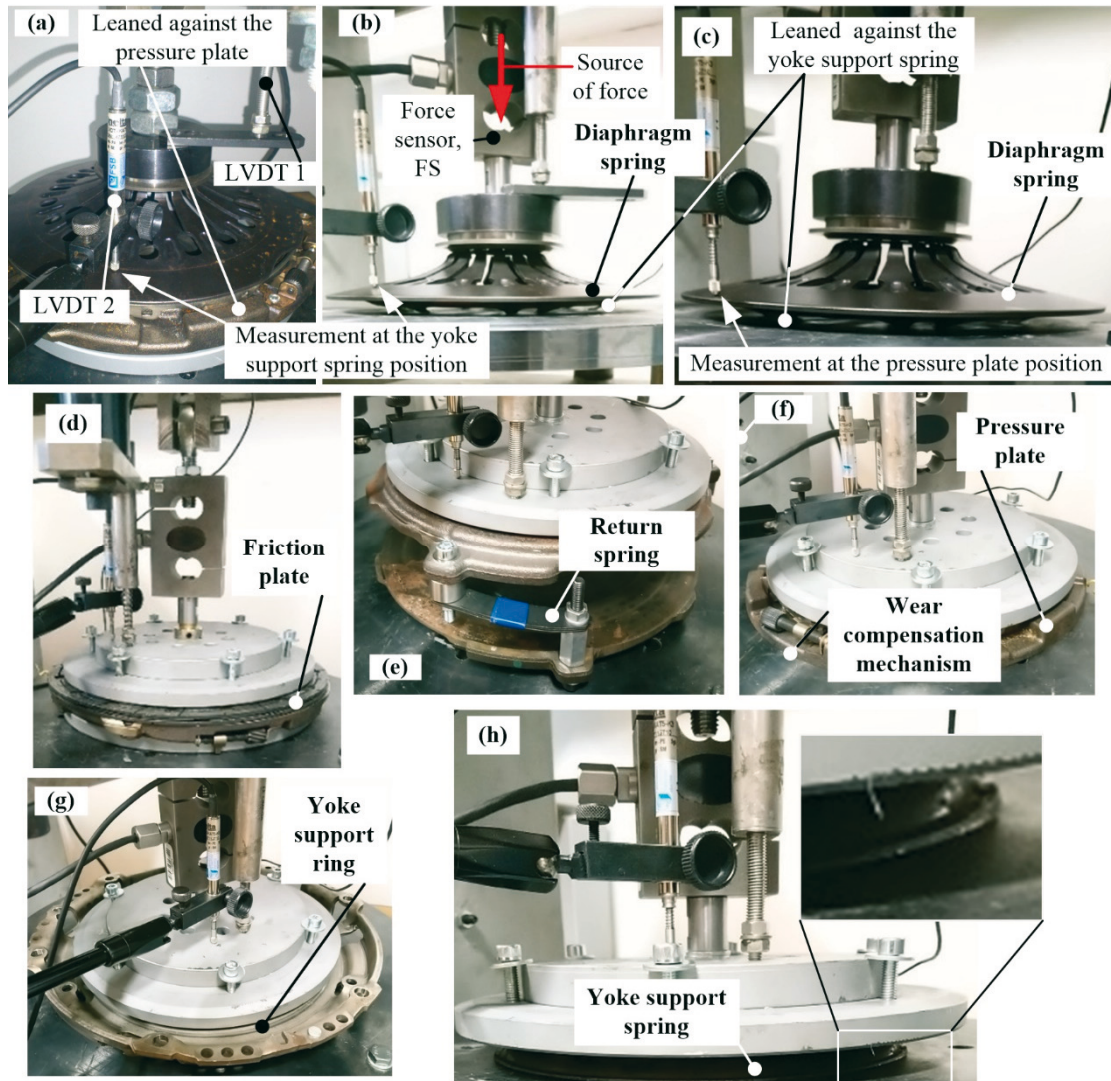 (a)
Leaned against the
pressure plate
LVDT 1
LVDT 2
Measurement at the yoke
support spring position
(b)
Source
of force
Force
sensor,
FS
Diaphragm
spring
(c)
Leaned against the
yoke support spring
Diaphragm
spring
Measurement at the pressure plate position
(d)
Friction
plate
(e)
Return
spring
(f)
Pressure
plate
Wear
compensation
mechanism
(g)
Yoke
support
ring
(h)
Yoke support
spring